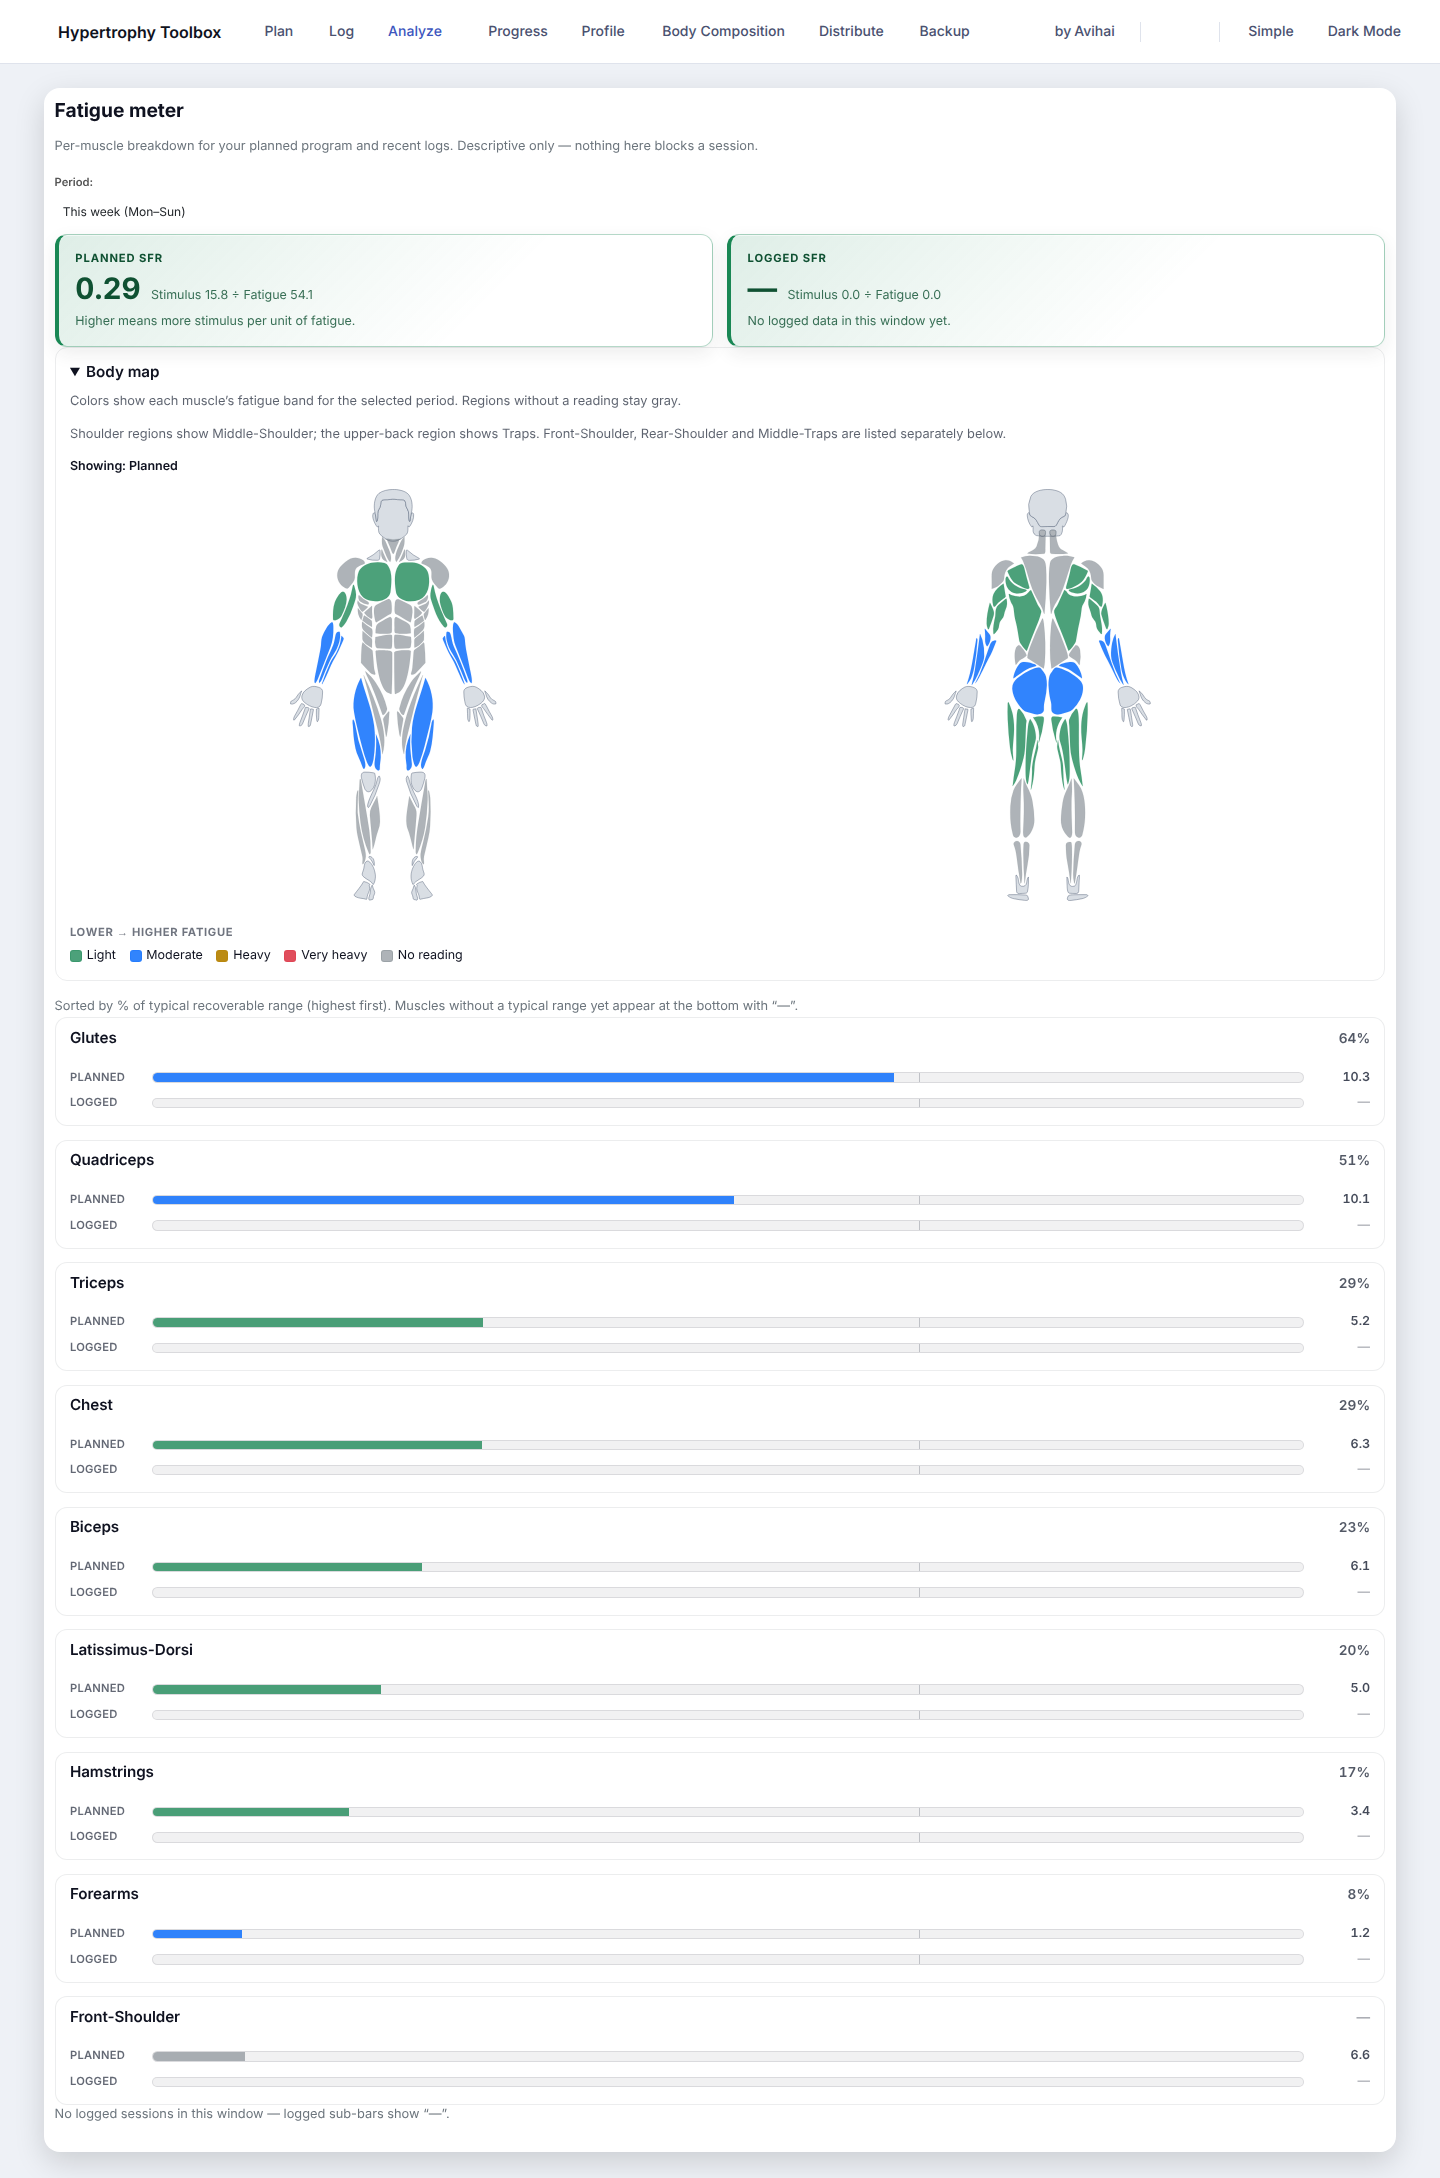 Hypertrophy Toolbox Plan Log Analyze Progress Profile Body Composition Distribute Backup by Avihai Simple Dark Mode
Fatigue meter
Per-muscle breakdown for your planned program and recent logs. Descriptive only — nothing here blocks a session.
Period:
This week (Mon–Sun)
PLANNED SFR
0.29 Stimulus 15.8 ÷ Fatigue 54.1
Higher means more stimulus per unit of fatigue.
LOGGED SFR
— Stimulus 0.0 ÷ Fatigue 0.0
No logged data in this window yet.
▼ Body map
Colors show each muscle’s fatigue band for the selected period. Regions without a reading stay gray.
Shoulder regions show Middle-Shoulder; the upper-back region shows Traps. Front-Shoulder, Rear-Shoulder and Middle-Traps are listed separately below.
Showing: Planned
LOWER → HIGHER FATIGUE
Light Moderate Heavy Very heavy No reading
Sorted by % of typical recoverable range (highest first). Muscles without a typical range yet appear at the bottom with “—”.
Glutes 64%
PLANNED 10.3
LOGGED —
Quadriceps 51%
PLANNED 10.1
LOGGED —
Triceps 29%
PLANNED 5.2
LOGGED —
Chest 29%
PLANNED 6.3
LOGGED —
Biceps 23%
PLANNED 6.1
LOGGED —
Latissimus-Dorsi 20%
PLANNED 5.0
LOGGED —
Hamstrings 17%
PLANNED 3.4
LOGGED —
Forearms 8%
PLANNED 1.2
LOGGED —
Front-Shoulder —
PLANNED 6.6
LOGGED —
No logged sessions in this window — logged sub-bars show “—”.